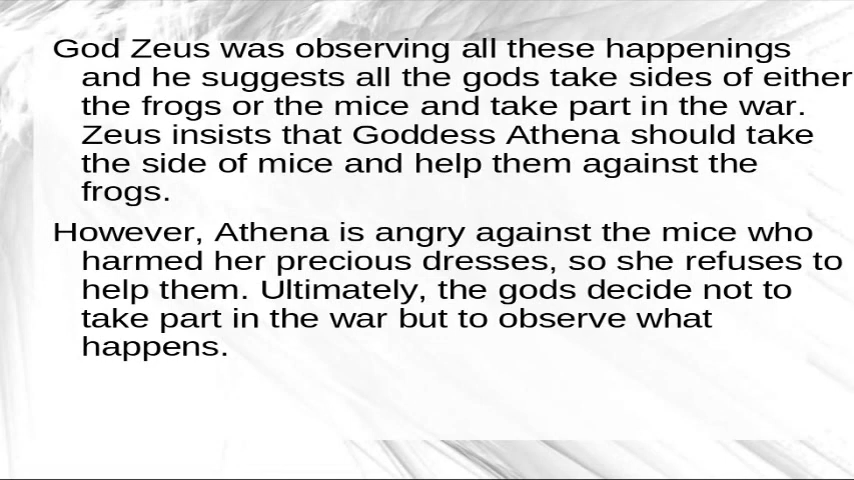 God Zeus was observing all these happenings
and he suggests all the gods take sides of either
the frogs or the mice and take part in the war.
Zeus insists that Goddess Athena should take
the side of mice and help them against the
frogs.
However, Athena is angry against the mice who
harmed her precious dresses, so she refuses to
help them. Ultimately, the gods decide not to
take part in the war but to observe what
happens.